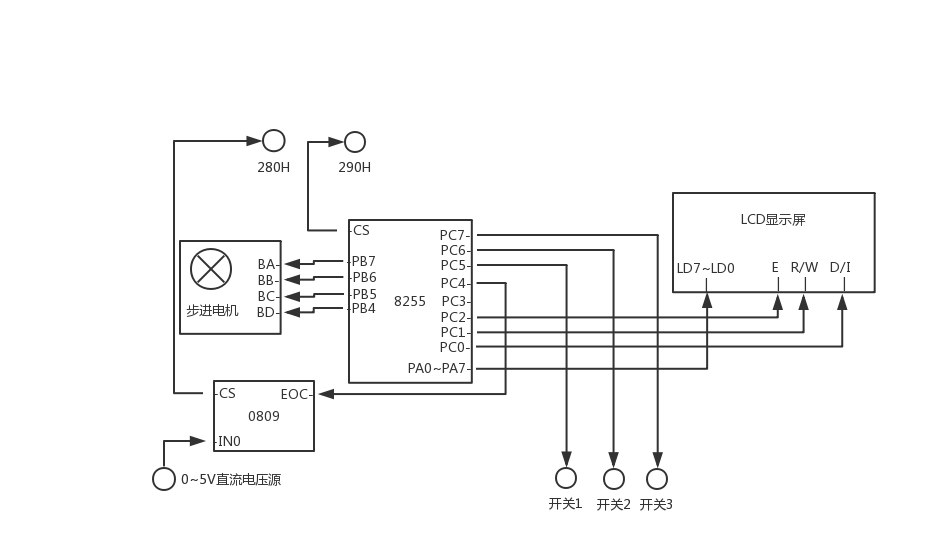 280H
290H
LCD显示屏
-CS
PC7-
PC6-
PC5-
PC4-
PC3-
PC2-
PC1-
PC0-
PA0~PA7-
8255
-PB7
-PB6
-PB5
-PB4
BA-
BB-
BC-
BD-
步进电机
LD7~LD0
E
R/W
D/I
-CS
EOC-
0809
-IN0
0~5V直流电压源
开关1
开关2
开关3